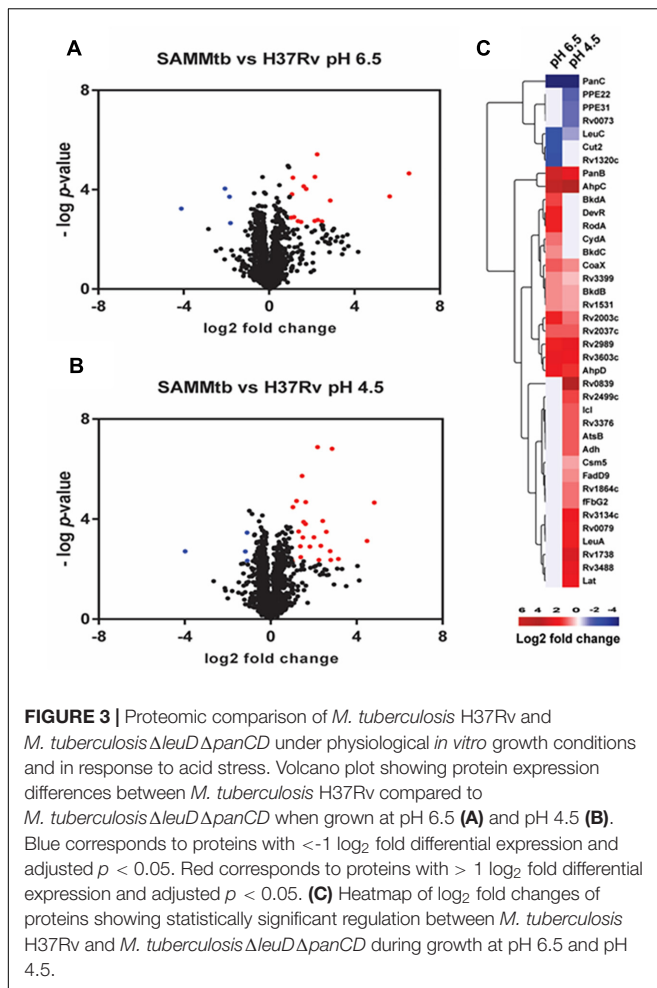 A
SAMMtb vs H37Rv pH 6.5
8
4
0
-8
-4
0
4
8
- log p-value
log2 fold change
B
SAMMtb vs H37Rv pH 4.5
8
4
0
-8
-4
0
4
8
- log p-value
log2 fold change
C
pH 6.5
pH 4.5
PanC
PPE22
PPE31
Rv0073
LeuC
Cut2
Rv1320c
PanB
AhpC
BkdA
DevR
RodA
CydA
BkdC
CoaX
Rv3399
BkdB
Rv1531
Rv2003c
Rv2037c
Rv2989
Rv3603c
AhpD
Rv0839
Rv2499c
Icl
Rv3376
AtsB
Adh
Csm5
FadD9
Rv1864c
fFbG2
Rv3134c
Rv0079
LeuA
Rv1738
Rv3488
Lat
6 4 2 0 -2 -4
Log2 fold change
FIGURE 3 | Proteomic comparison of M. tuberculosis H37Rv and
M. tuberculosisΔleuDΔpanCD under physiological in vitro growth conditions
and in response to acid stress. Volcano plot showing protein expression
differences between M. tuberculosis H37Rv compared to
M. tuberculosisΔleuDΔpanCD when grown at pH 6.5 (A) and pH 4.5 (B).
Blue corresponds to proteins with <-1 log₂ fold differential expression and
adjusted p < 0.05. Red corresponds to proteins with > 1 log₂ fold differential
expression and adjusted p < 0.05. (C) Heatmap of log₂ fold changes of
proteins showing statistically significant regulation between M. tuberculosis
H37Rv and M. tuberculosisΔleuDΔpanCD during growth at pH 6.5 and pH
4.5.